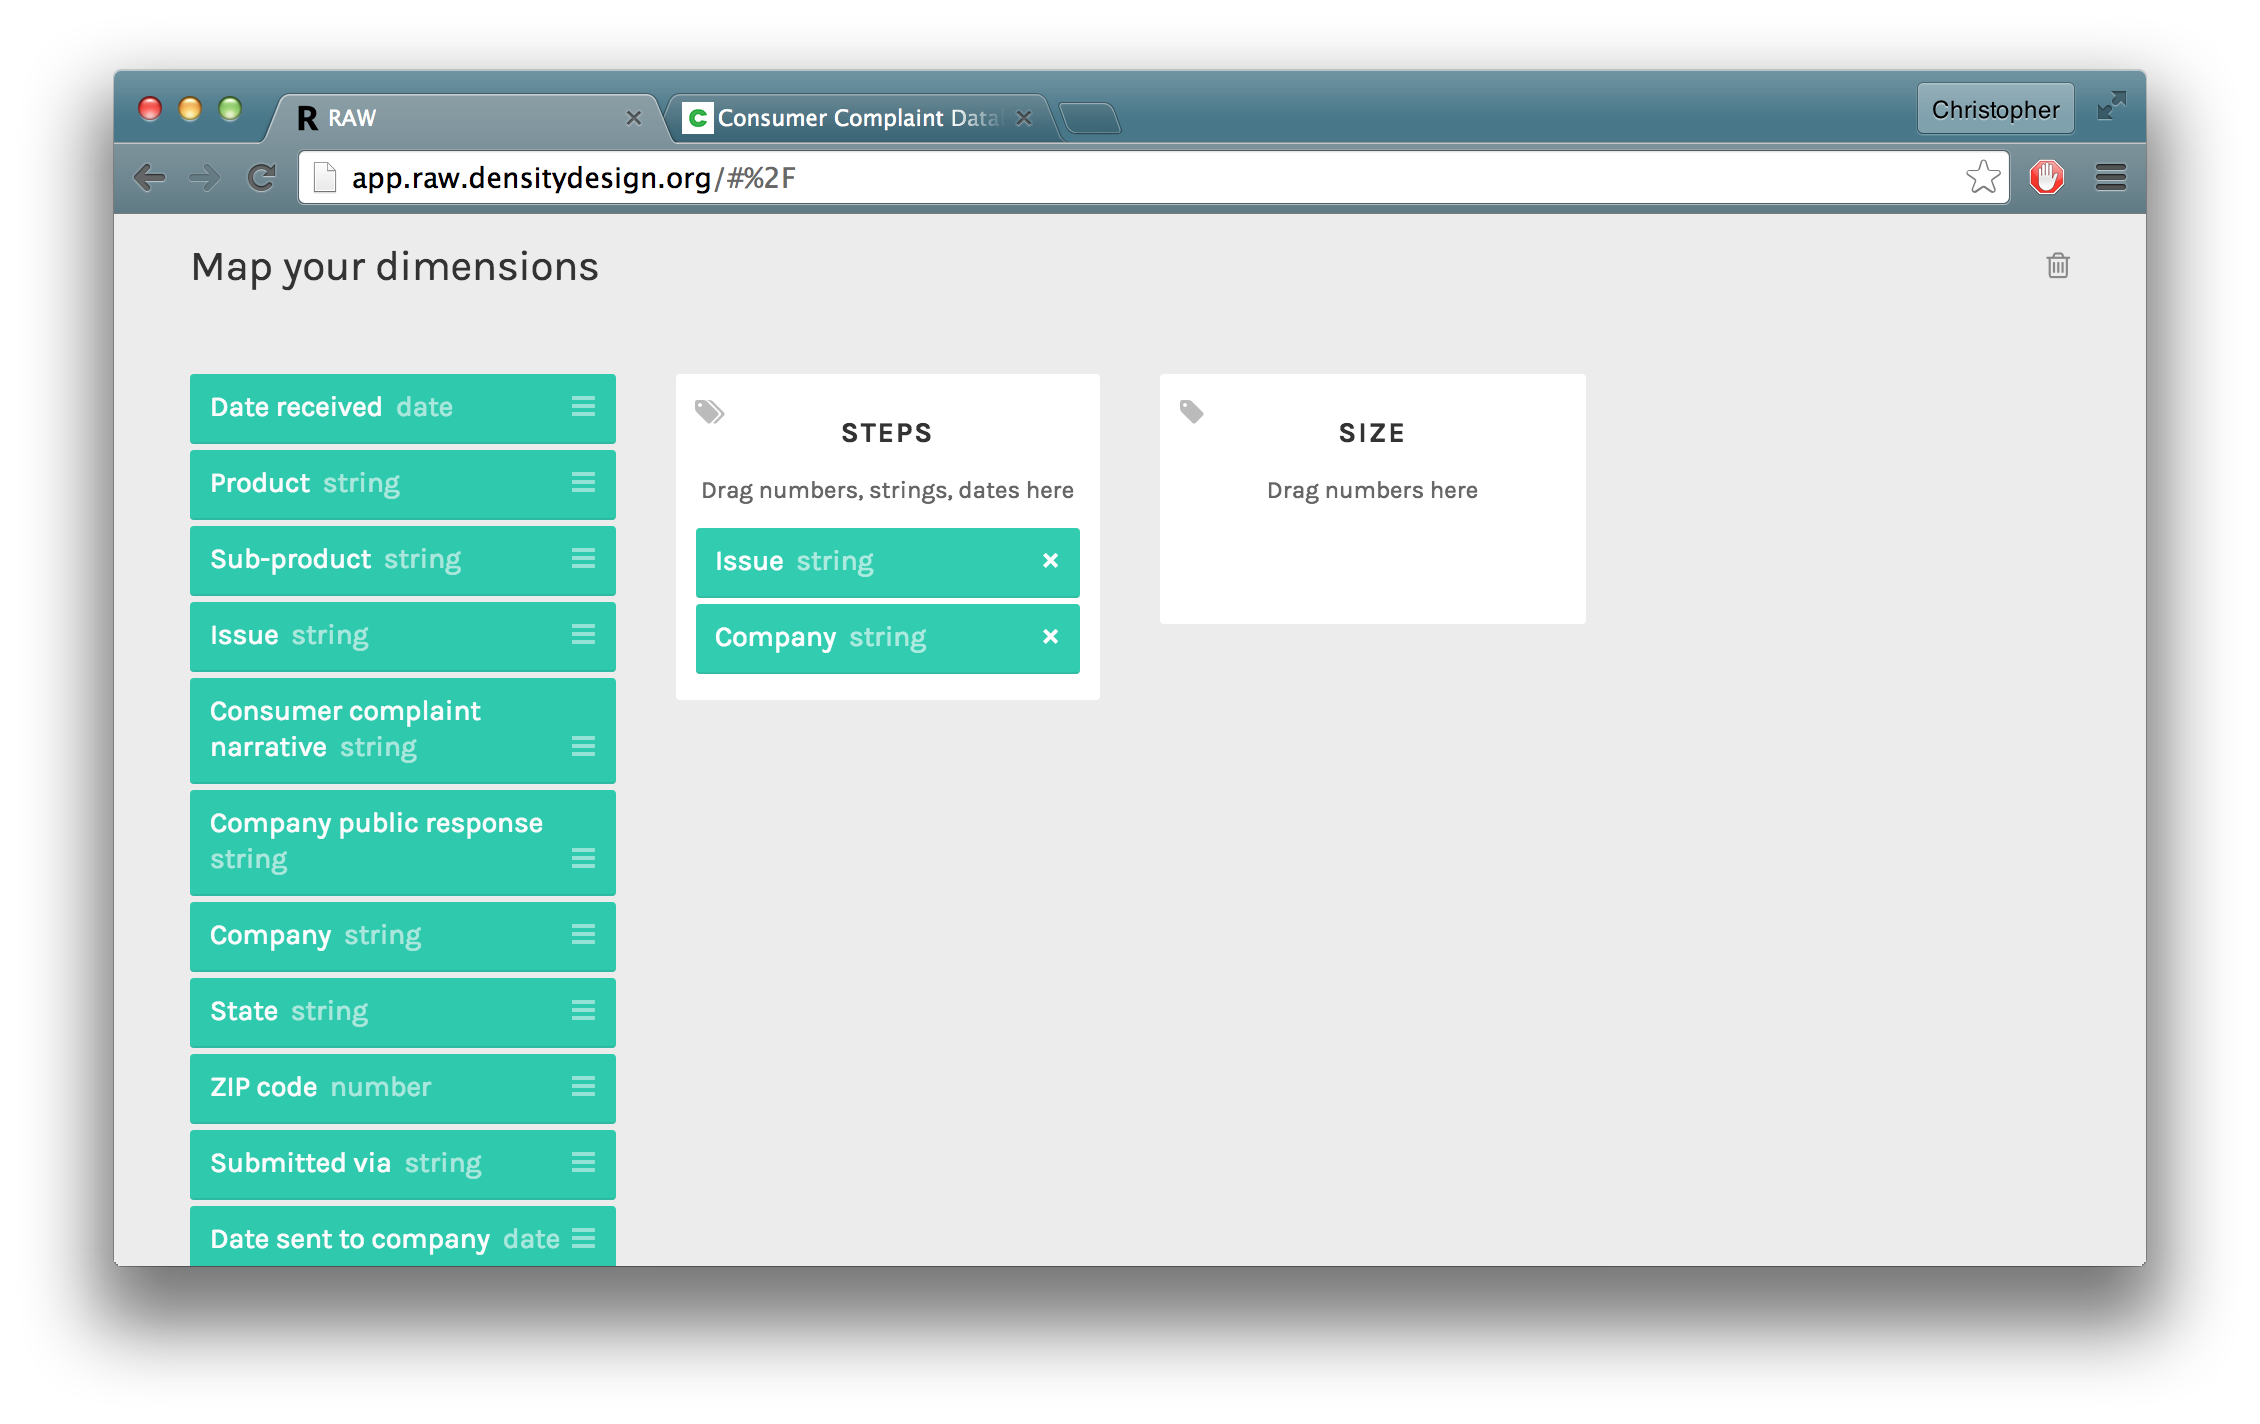 R RAW
C Consumer Complaint Data
Christopher
app.raw.densitydesign.org/#%2F
Map your dimensions
Date received date
Product string
Sub-product string
Issue string
Consumer complaint
narrative string
Company public response
string
Company string
State string
ZIP code number
Submitted via string
Date sent to company date
STEPS
Drag numbers, strings, dates here
Issue string
Company string
SIZE
Drag numbers here